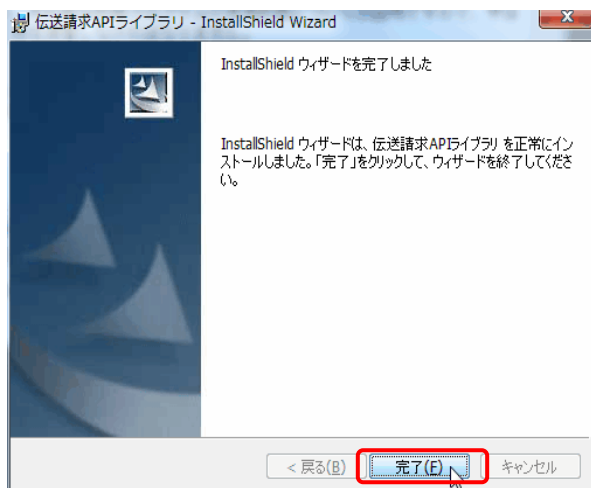 伝送請求APIライブラリ - InstallShield Wizard
InstallShield ウィザードを完了しました
InstallShield ウィザードは、伝送請求APIライブラリ を正常にイン
ストールしました。「完了」をクリックして、ウィザードを終了してくださ
い。
< 戻る(B)
完了(F)
キャンセル